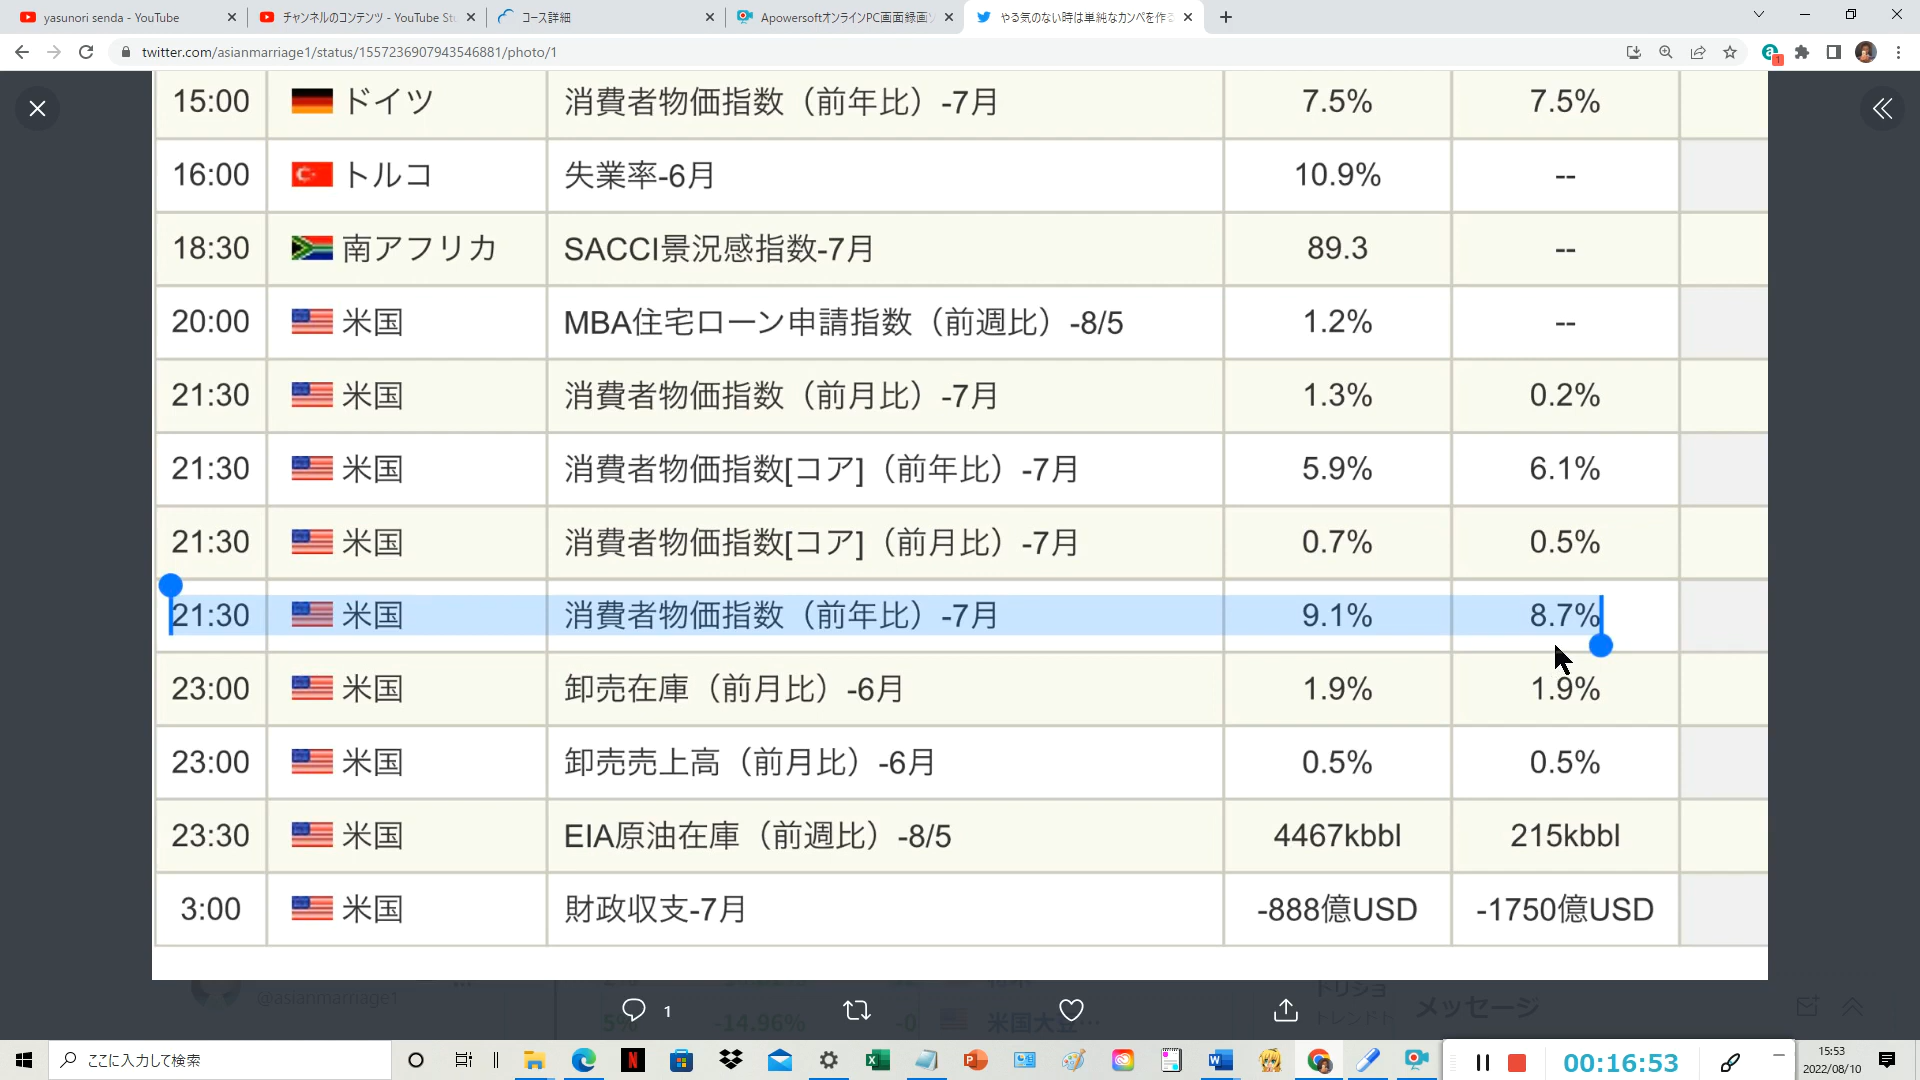 yasunori senda - YouTube
チャンネルのコンテンツ - YouTube St
コース詳細
ApowersoftオンラインPC画面録画
やる気のない時は単純なカンペを作
twitter.com/asianmarriage1/status/1557236907943546881/photo/1
15:00 ドイツ 消費者物価指数（前年比）-7月 7.5% 7.5%
16:00 トルコ 失業率-6月 10.9% --
18:30 南アフリカ SACCI景況感指数-7月 89.3 --
20:00 米国 MBA住宅ローン申請指数（前週比）-8/5 1.2% --
21:30 米国 消費者物価指数（前月比）-7月 1.3% 0.2%
21:30 米国 消費者物価指数[コア]（前年比）-7月 5.9% 6.1%
21:30 米国 消費者物価指数[コア]（前月比）-7月 0.7% 0.5%
21:30 米国 消費者物価指数（前年比）-7月 9.1% 8.7%
23:00 米国 卸売在庫（前月比）-6月 1.9% 1.9%
23:00 米国 卸売売上高（前月比）-6月 0.5% 0.5%
23:30 米国 EIA原油在庫（前週比）-8/5 4467kbbl 215kbbl
3:00 米国 財政収支-7月 -888億USD -1750億USD
@asianmarriage1
メッセージ
-14.96%
米国大豆…
1
ここに入力して検索
00:16:53
15:53
2022/08/10